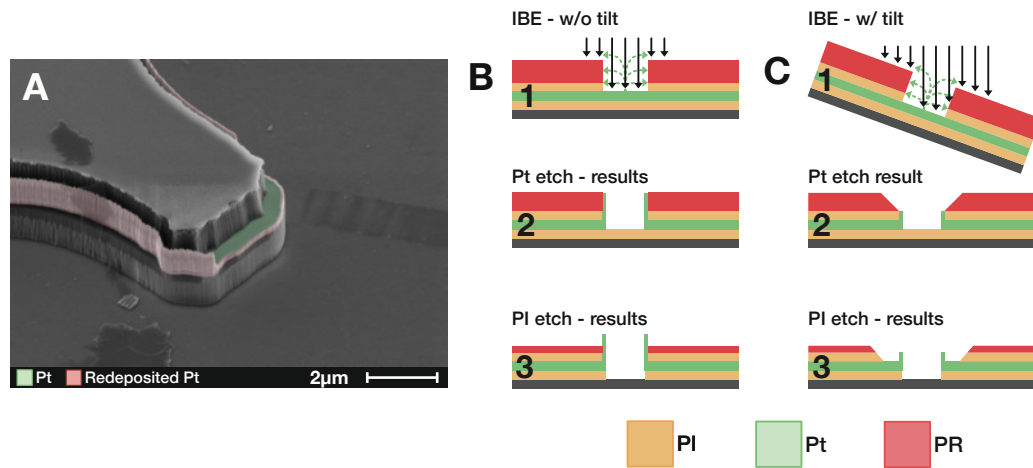 A
Pt
Redeposited Pt
2μm
B
IBE - w/o tilt
1
Pt etch - results
2
PI etch - results
3
C
IBE - w/ tilt
1
Pt etch result
2
PI etch - results
3
PI
Pt
PR